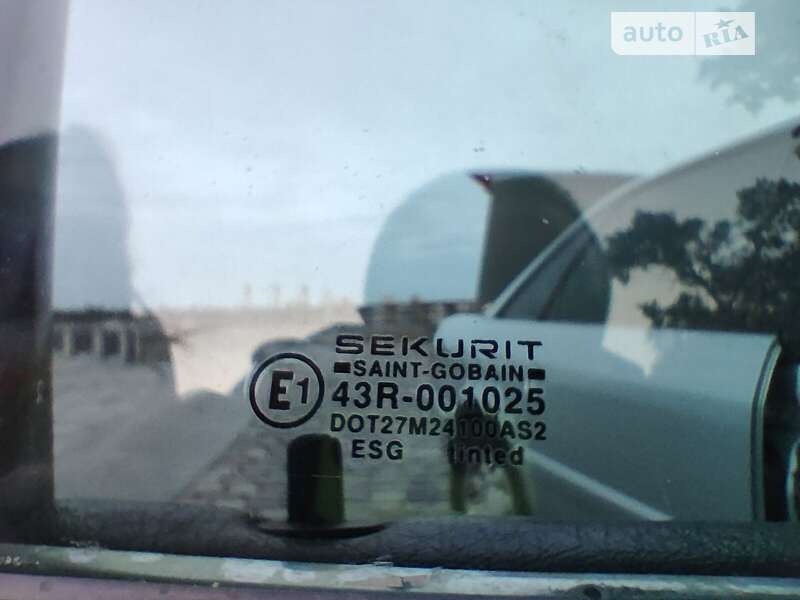 auto RIA
SEKURIT
SAINT-GOBAIN
E1 43R-001025
DOT27M24100AS2
ESG tinted